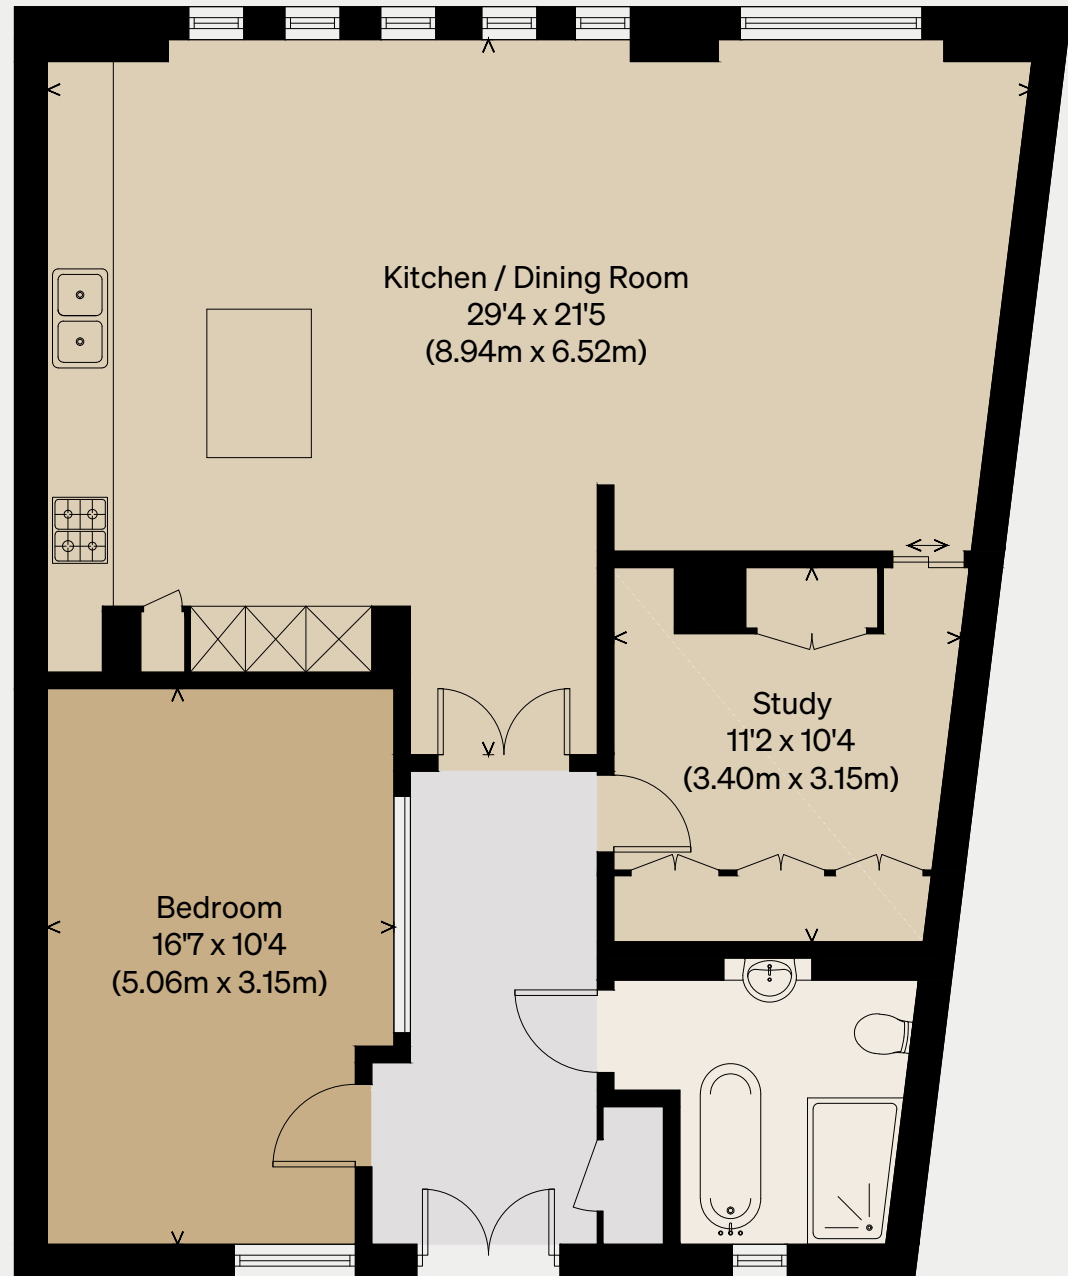 Kitchen / Dining Room
29'4 x 21'5
(8.94m x 6.52m)
Study
11'2 x 10'4
(3.40m x 3.15m)
Bedroom
16'7 x 10'4
(5.06m x 3.15m)